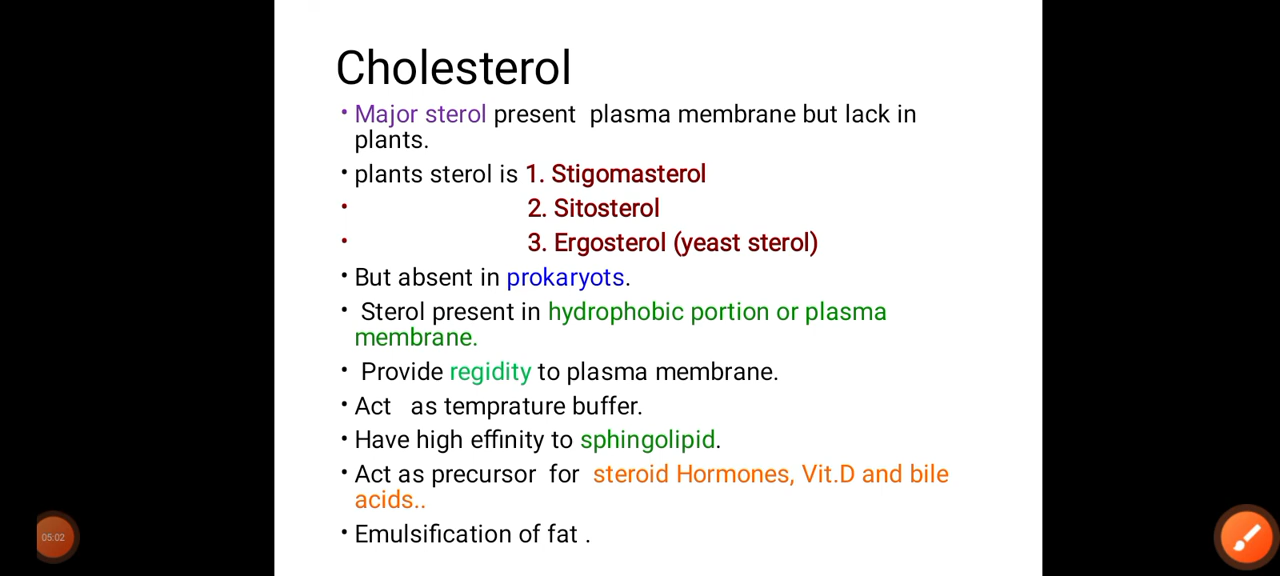 Cholesterol
• Major sterol present plasma membrane but lack in
plants.
• plants sterol is 1. Stigomasterol
• 2. Sitosterol
• 3. Ergosterol (yeast sterol)
• But absent in prokaryots.
• Sterol present in hydrophobic portion or plasma
membrane.
• Provide regidity to plasma membrane.
• Act as temprature buffer.
• Have high effinity to sphingolipid.
• Act as precursor for steroid Hormones, Vit.D and bile
acids..
• Emulsification of fat .
05:02